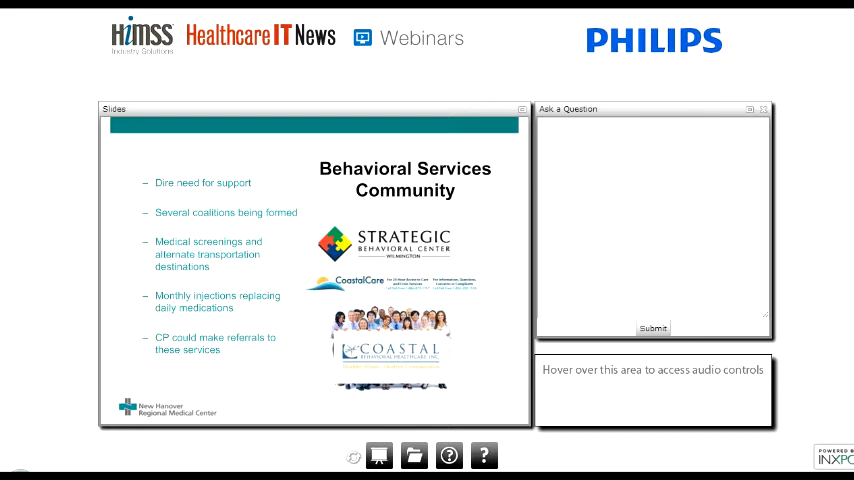 HIMSS
Industry Solutions
Healthcare IT News
Webinars
PHILIPS
Slides
Ask a Question
Behavioral Services
Community
– Dire need for support
– Several coalitions being formed
– Medical screenings and
alternate transportation
destinations
– Monthly injections replacing
daily medications
– CP could make referrals to
these services
STRATEGIC
BEHAVIORAL CENTER
WILMINGTON
CoastalCare
COASTAL
BEHAVIORAL HEALTHCARE INC
New Hanover
Regional Medical Center
Submit
Hover over this area to access audio controls
POWERED B
INXPO